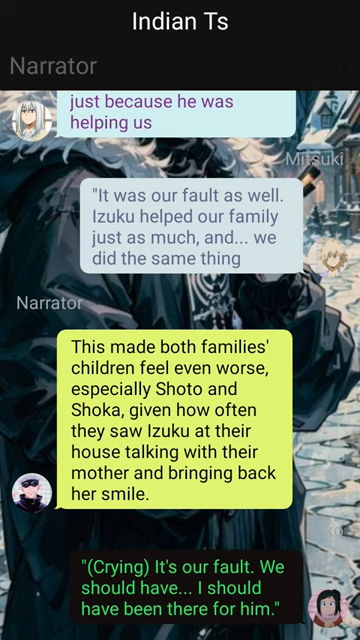 Indian Ts
Narrator
just because he was
helping us
Mitsuki
"It was our fault as well.
Izuku helped our family
just as much, and... we
did the same thing
Narrator
This made both families'
children feel even worse,
especially Shoto and
Shoka, given how often
they saw Izuku at their
house talking with their
mother and bringing back
her smile.
"(Crying) It's our fault. We
should have... I should
have been there for him."